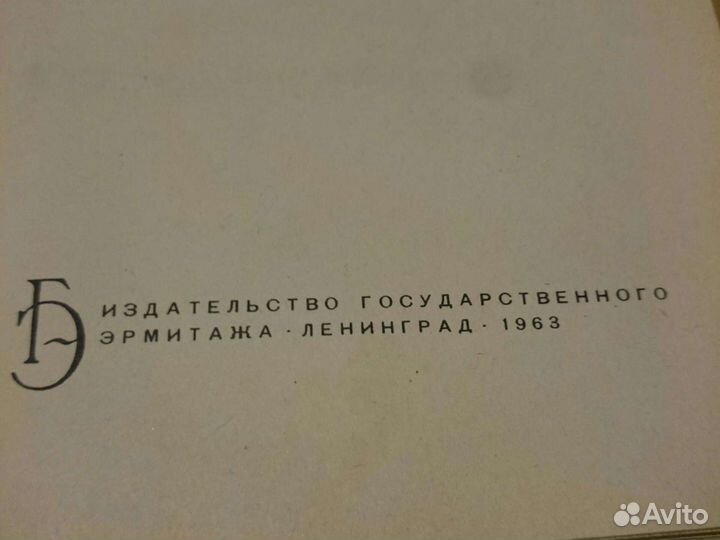 ИЗДАТЕЛЬСТВО ГОСУДАРСТВЕННОГО
ЭРМИТАЖА · ЛЕНИНГРАД · 1963
Avito